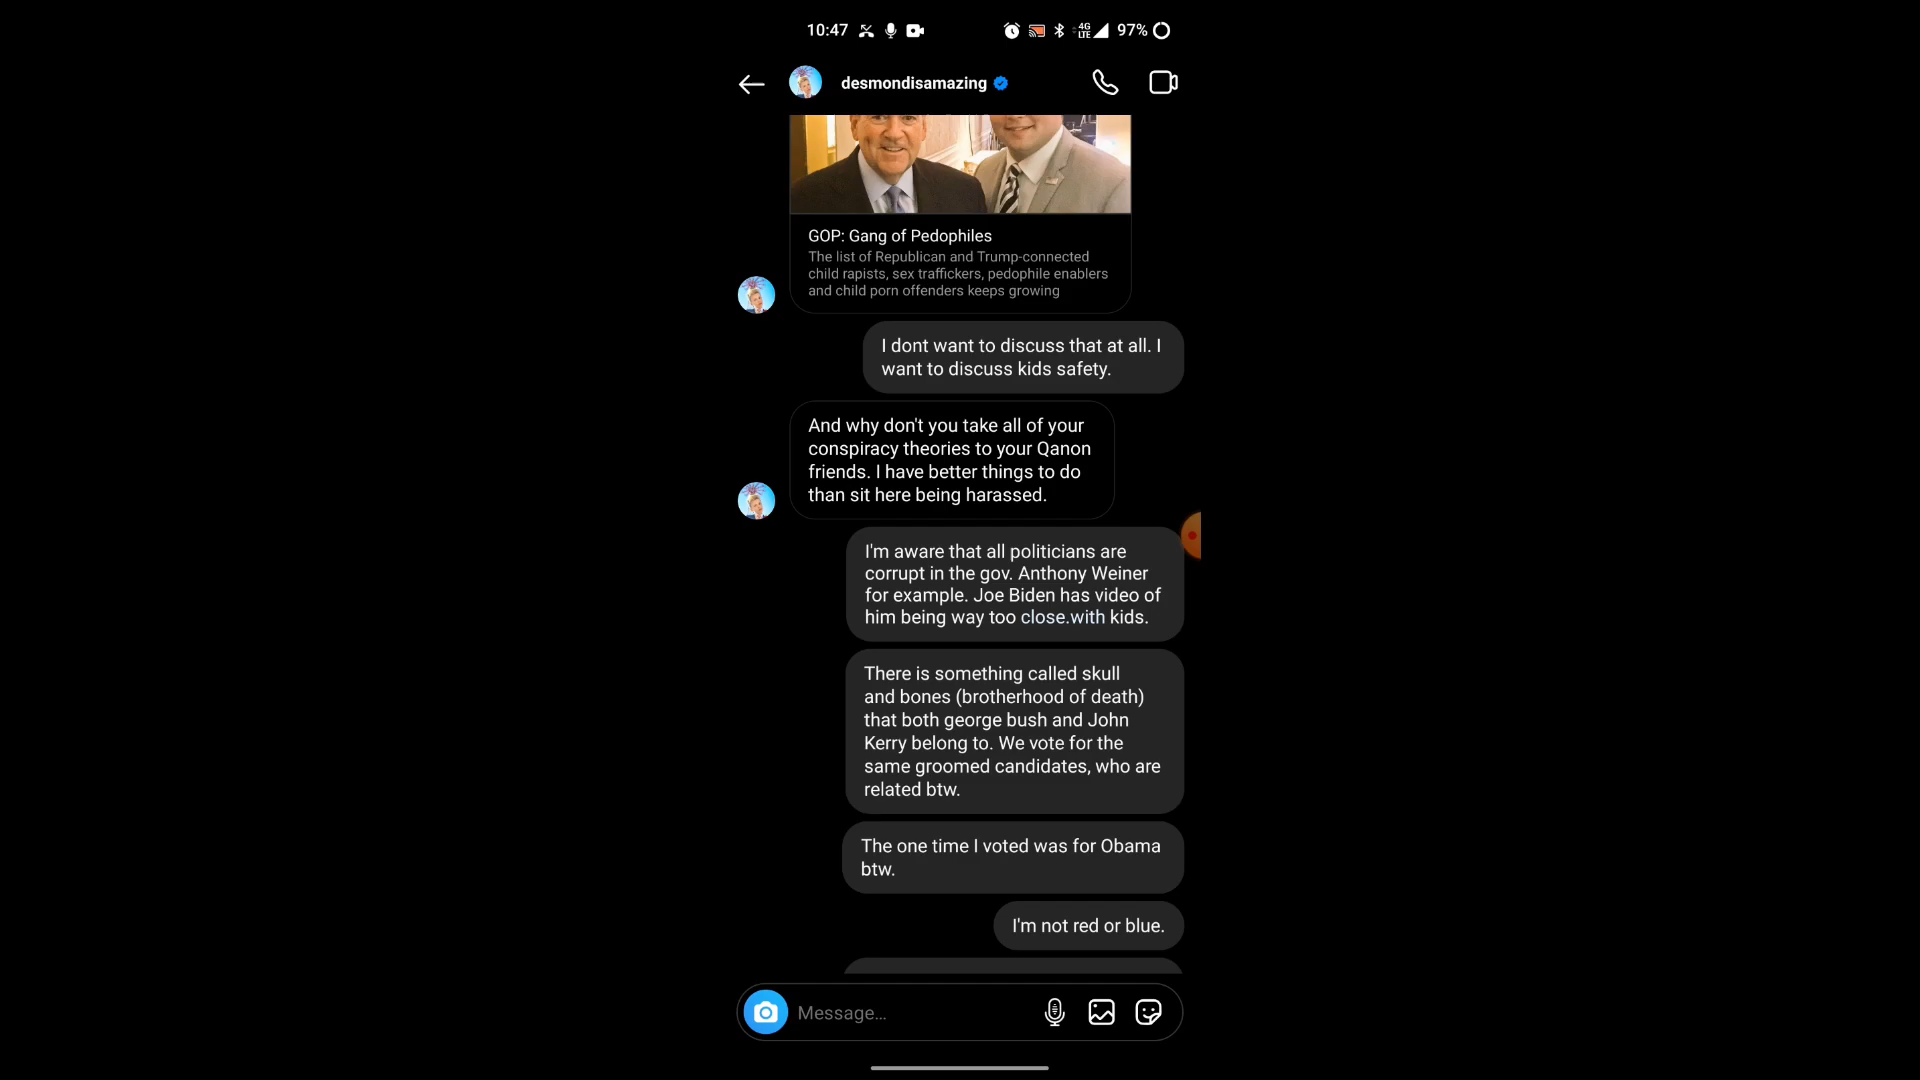 10:47
4G
LTE
97%
desmondisamazing
GOP: Gang of Pedophiles
The list of Republican and Trump-connected
child rapists, sex traffickers, pedophile enablers
and child porn offenders keeps growing
I dont want to discuss that at all. I
want to discuss kids safety.
And why don't you take all of your
conspiracy theories to your Qanon
friends. I have better things to do
than sit here being harassed.
I'm aware that all politicians are
corrupt in the gov. Anthony Weiner
for example. Joe Biden has video of
him being way too close.with kids.
There is something called skull
and bones (brotherhood of death)
that both george bush and John
Kerry belong to. We vote for the
same groomed candidates, who are
related btw.
The one time I voted was for Obama
btw.
I'm not red or blue.
Message...